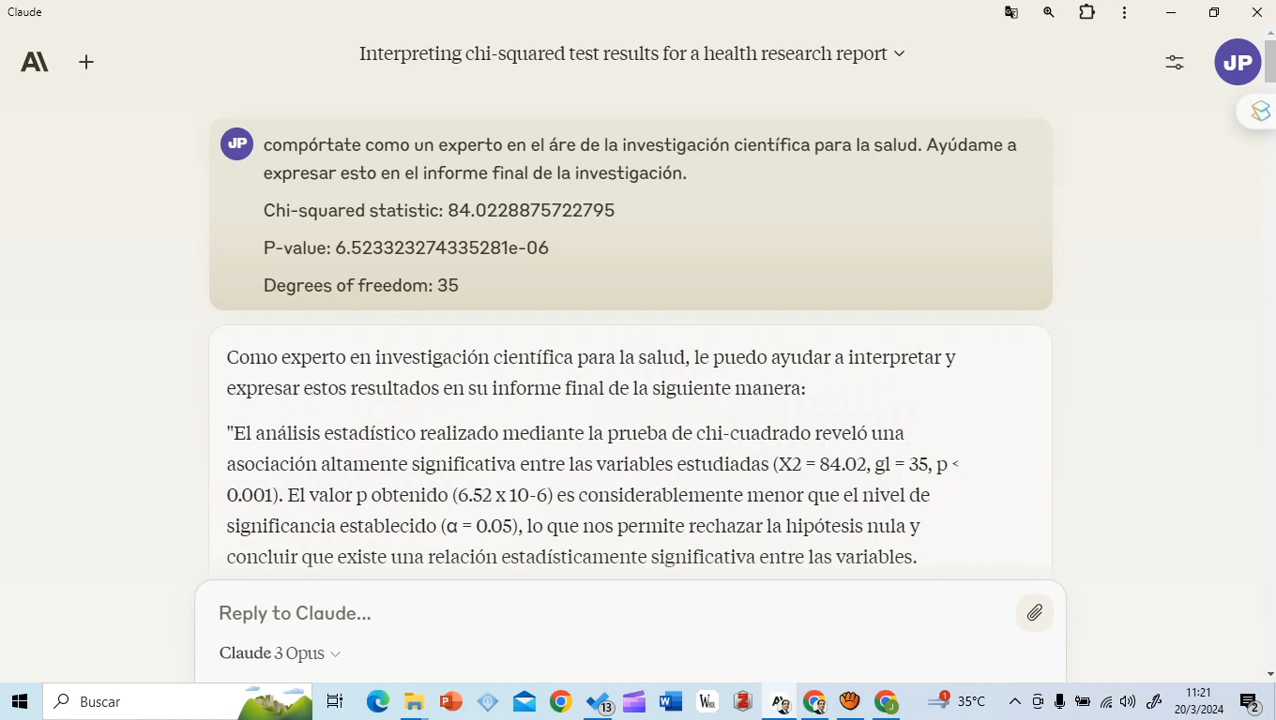 Claude
Interpreting chi-squared test results for a health research report
JP
JP
compórtate como un experto en el áre de la investigación científica para la salud. Ayúdame a
expresar esto en el informe final de la investigación.
Chi-squared statistic: 84.0228875722795
P-value: 6.523323274335281e-06
Degrees of freedom: 35
Como experto en investigación científica para la salud, le puedo ayudar a interpretar y
expresar estos resultados en su informe final de la siguiente manera:
"El análisis estadístico realizado mediante la prueba de chi-cuadrado reveló una
asociación altamente significativa entre las variables estudiadas (X2 = 84.02, gl = 35, p <
0.001). El valor p obtenido (6.52 x 10-6) es considerablemente menor que el nivel de
significancia establecido (α = 0.05), lo que nos permite rechazar la hipótesis nula y
concluir que existe una relación estadísticamente significativa entre las variables.
Reply to Claude...
Claude 3 Opus
Buscar
13
1
35°C
11:21
20/3/2024
2